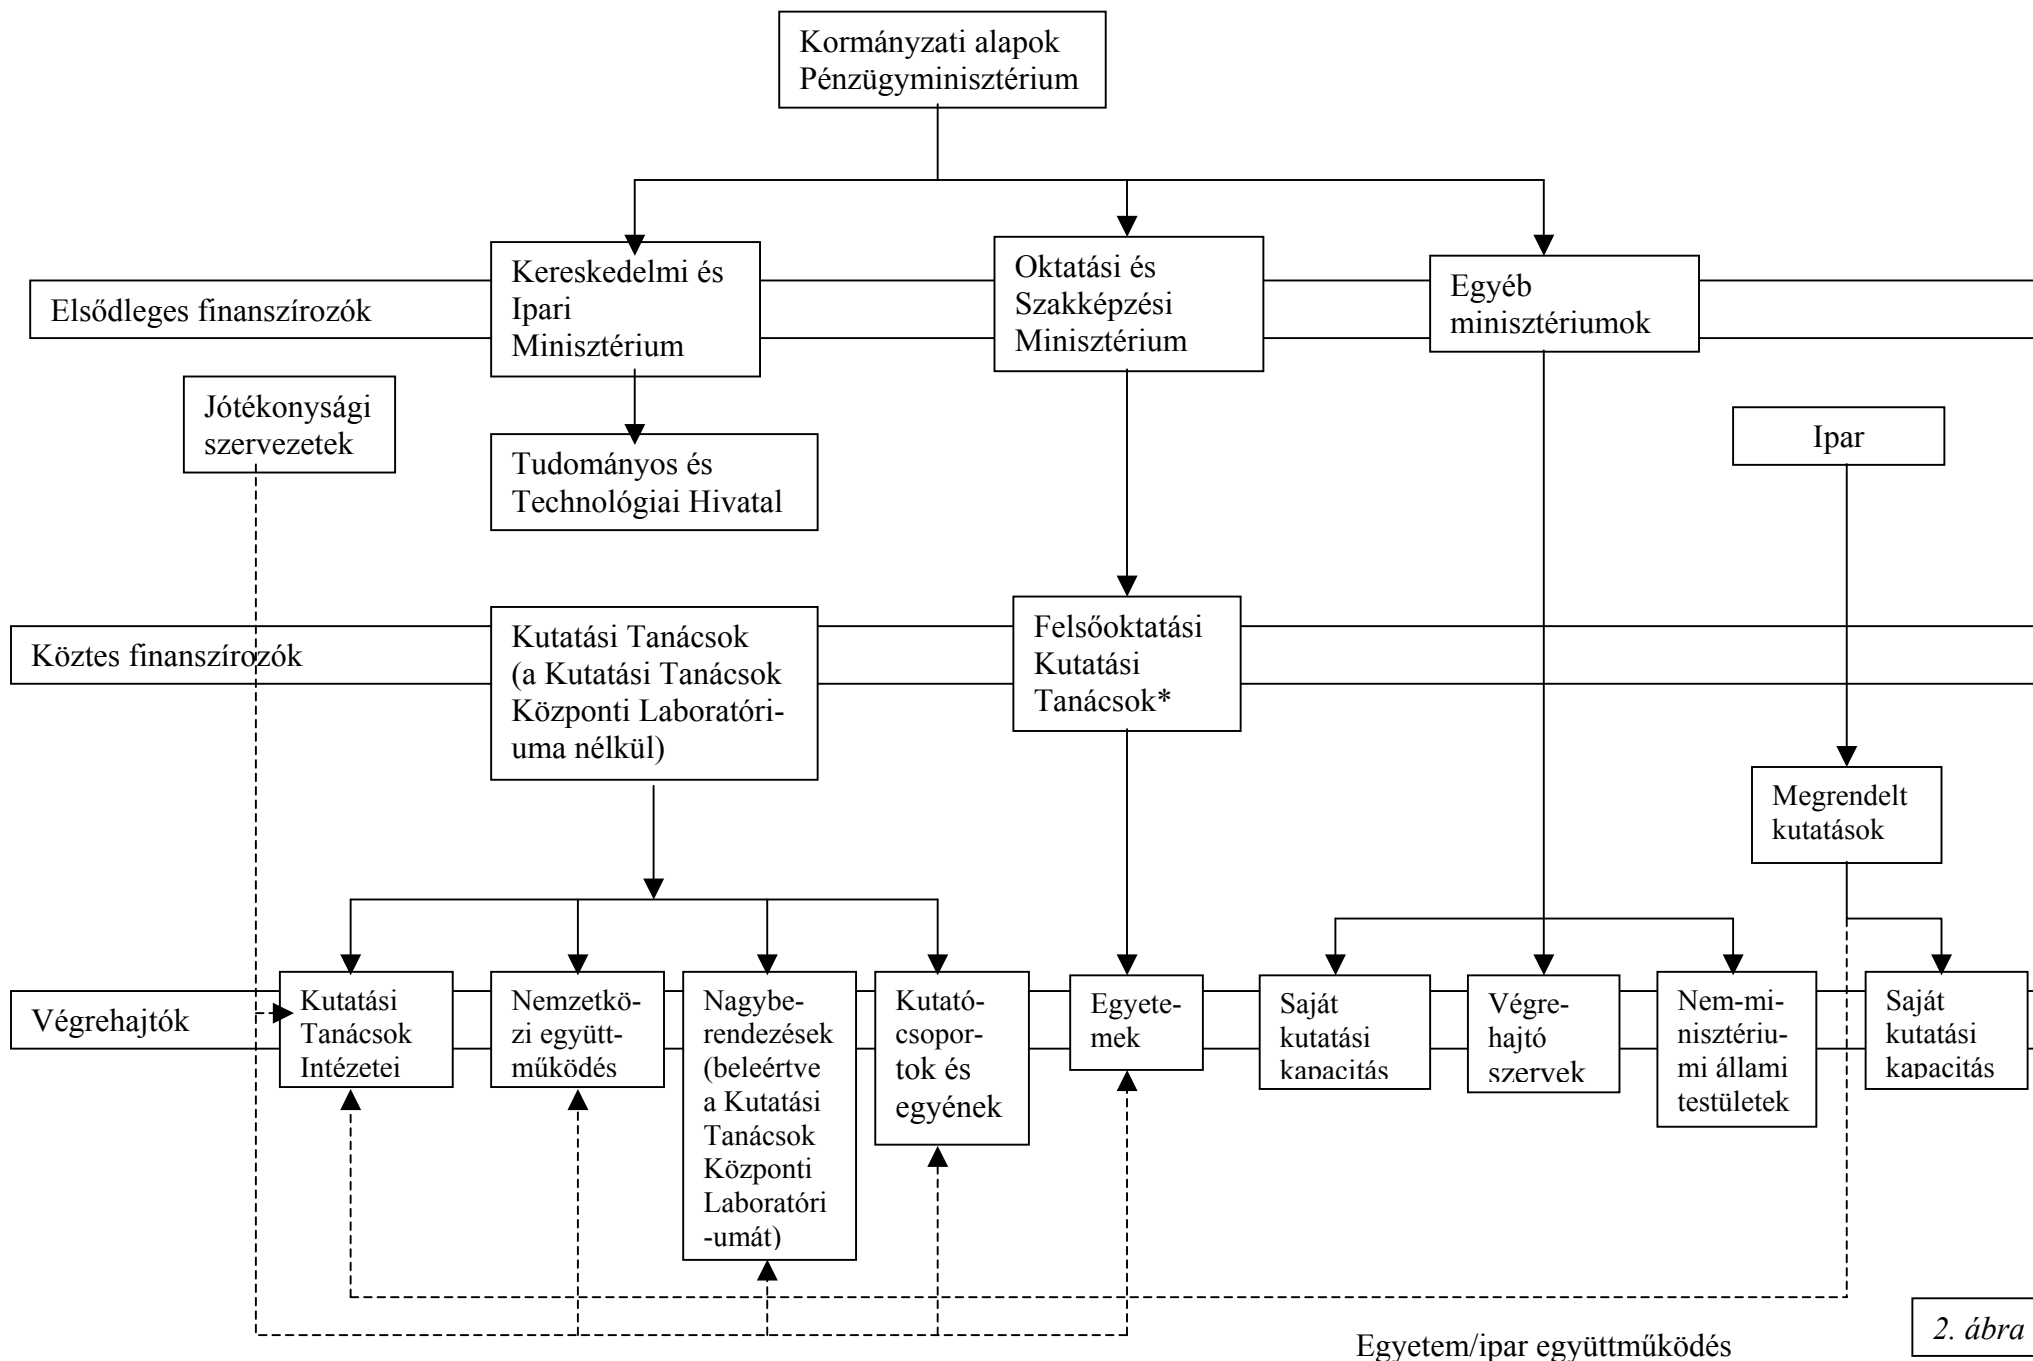 Kormányzati alapok
Pénzügyminisztérium
Elsődleges finanszírozók
Kereskedelmi és
Ipari
Minisztérium
Oktatási és
Szakképzési
Minisztérium
Egyéb
minisztériumok
Jótékonysági
szervezetek
Tudományos és
Technológiai Hivatal
Ipar
Köztes finanszírozók
Kutatási Tanácsok
(a Kutatási Tanácsok
Központi Laboratóri-
uma nélkül)
Felsőoktatási
Kutatási
Tanácsok*
Megrendelt
kutatások
Végrehajtók
Kutatási
Tanácsok
Intézetei
Nemzetkö-
zi együtt-
működés
Nagybe-
rendezések
(beleértve
a Kutatási
Tanácsok
Központi
Laboratóri
-umát)
Kutató-
csopor-
tok és
egyének
Egyete-
mek
Saját
kutatási
kapacitás
Végre-
hajtó
szervek
Nem-mi-
nisztériu-
mi állami
testületek
Saját
kutatási
kapacitás
Egyetem/ipar együttműködés
2. ábra